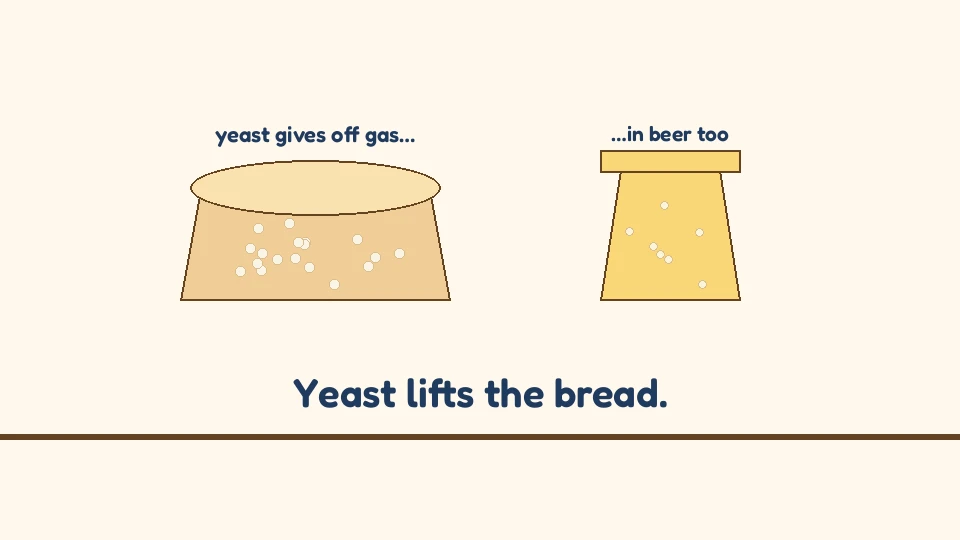 yeast gives off gas...
...in beer too
Yeast lifts the bread.